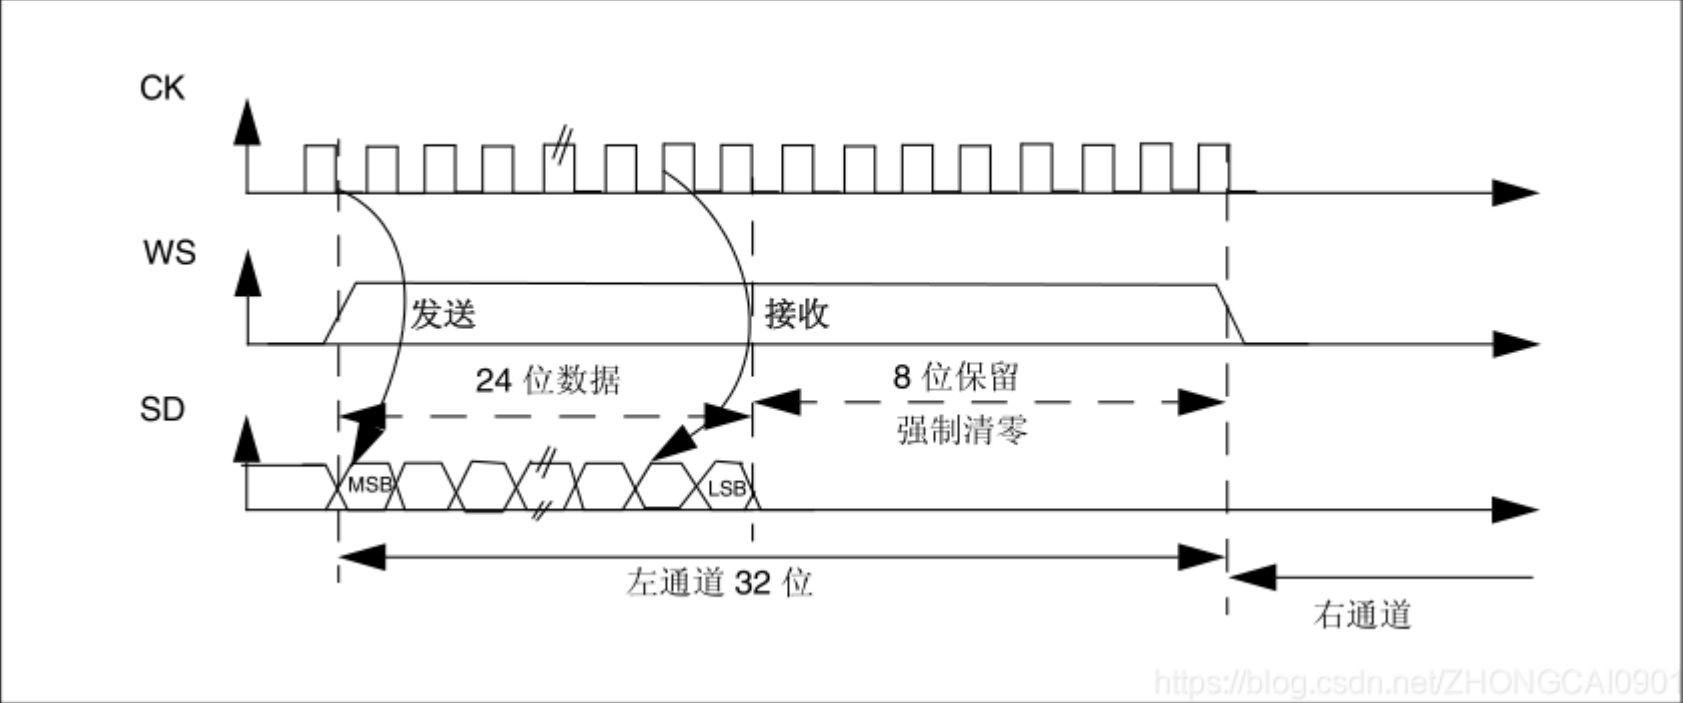 CK
WS
发送
接收
24 位数据
8 位保留
强制清零
SD
MSB
LSB
左通道 32 位
右通道
https://blog.csdn.net/ZHONGCAI0901